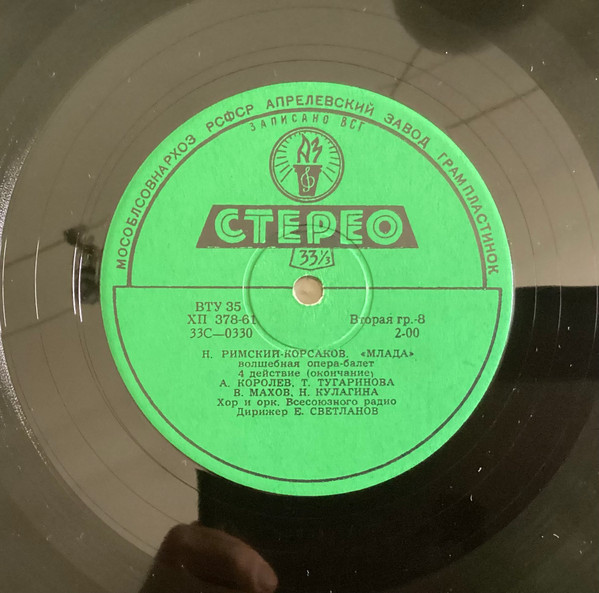 МОСОБЛСОВНАРХОЗ РСФСР АПРЕЛЕВСКИЙ ЗАВОД ГРАМПЛАСТИНОК
ЗАПИСАНО ВСГ
АЗ
СТЕРЕО
33⅓
ВТУ 35
ХП 378-61 Вторая гр.-8
33С—0330 2-00
Н. РИМСКИЙ-КОРСАКОВ. «МЛАДА»
волшебная опера-балет
4 действие (окончание)
А. КОРОЛЕВ, Т. ТУГАРИНОВА
В. МАХОВ, Н. КУЛАГИНА
Хор и орк. Всесоюзного радио
Дирижер Е. СВЕТЛАНОВ